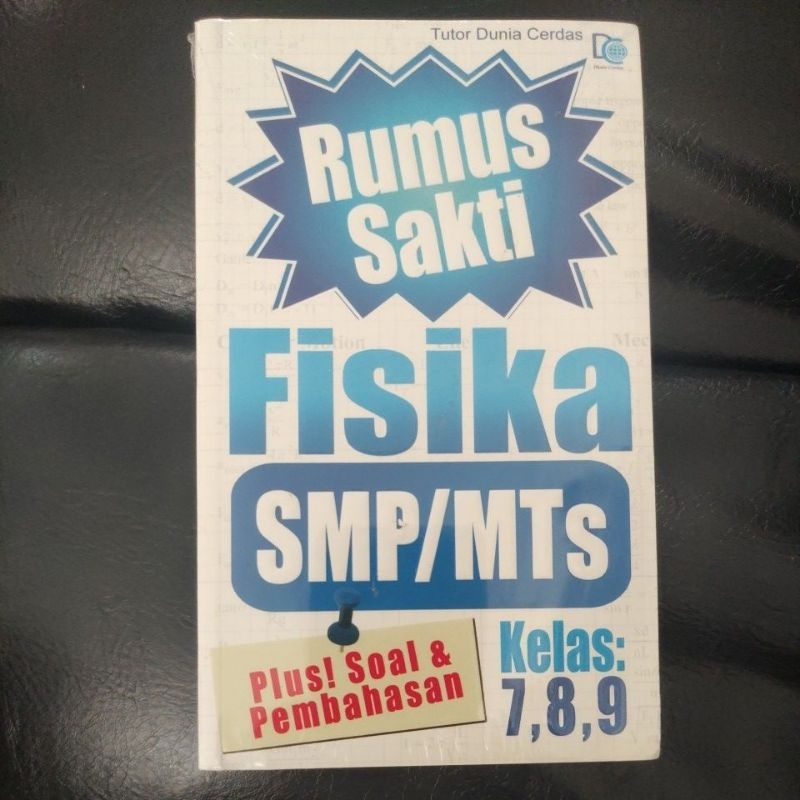 Tutor Dunia Cerdas
Rumus
Sakti
Fisika
SMP/MTs
Plus! Soal &
Pembahasan
Kelas:
7,8,9